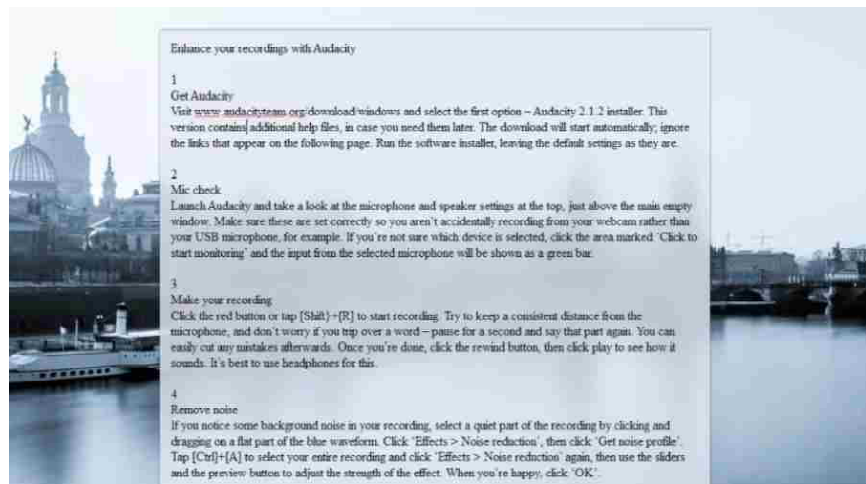 Enhance your recordings with Audacity
1
Get Audacity
Visit www.audacityteam.org/download/windows and select the first option – Audacity 2.1.2 installer. This
version contains additional help files, in case you need them later. The download will start automatically; ignore
the links that appear on the following page. Run the software installer, leaving the default settings as they are.
2
Mic check
Launch Audacity and take a look at the microphone and speaker settings at the top, just above the main empty
window. Make sure these are set correctly so you aren't accidentally recording from your webcam rather than
your USB microphone, for example. If you're not sure which device is selected, click the area marked 'Click to
start monitoring' and the input from the selected microphone will be shown as a green bar.
3
Make your recording
Click the red button or tap [Shift}+[R] to start recording. Try to keep a consistent distance from the
microphone, and don't worry if you trip over a word – pause for a second and say that part again. You can
easily cut any mistakes afterwards. Once you're done, click the rewind button, then click play to see how it
sounds. It's best to use headphones for this.
4
Remove noise
If you notice some background noise in your recording, select a quiet part of the recording by clicking and
dragging on a flat part of the blue waveform. Click 'Effects > Noise reduction', then click 'Get noise profile'.
Tap [Ctrl]+[A] to select your entire recording and click 'Effects > Noise reduction' again, then use the sliders
and the preview button to adjust the strength of the effect. When you're happy, click 'OK'.